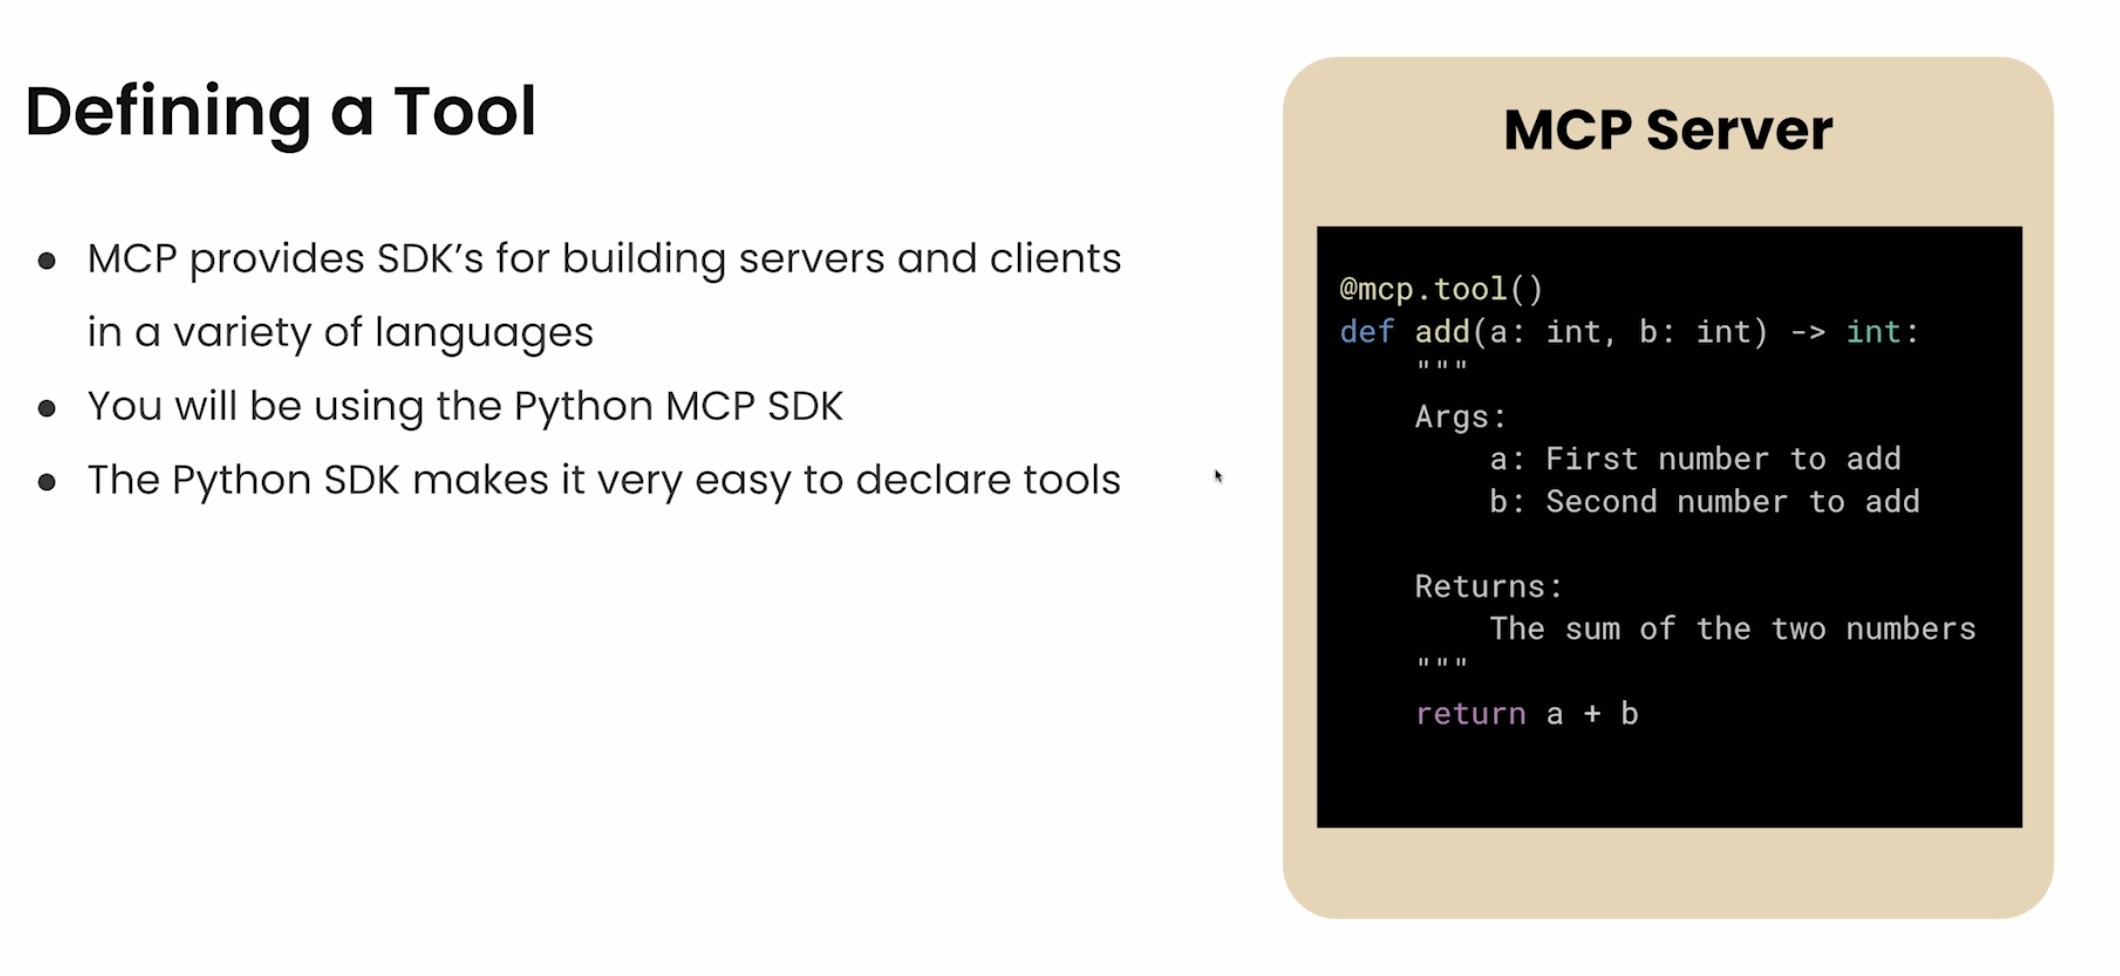 Defining a Tool
● MCP provides SDK’s for building servers and clients
in a variety of languages
● You will be using the Python MCP SDK
● The Python SDK makes it very easy to declare tools
MCP Server
@mcp.tool()
def add(a: int, b: int) -> int:
    """
    Args:
        a: First number to add
        b: Second number to add

    Returns:
        The sum of the two numbers
    """
    return a + b